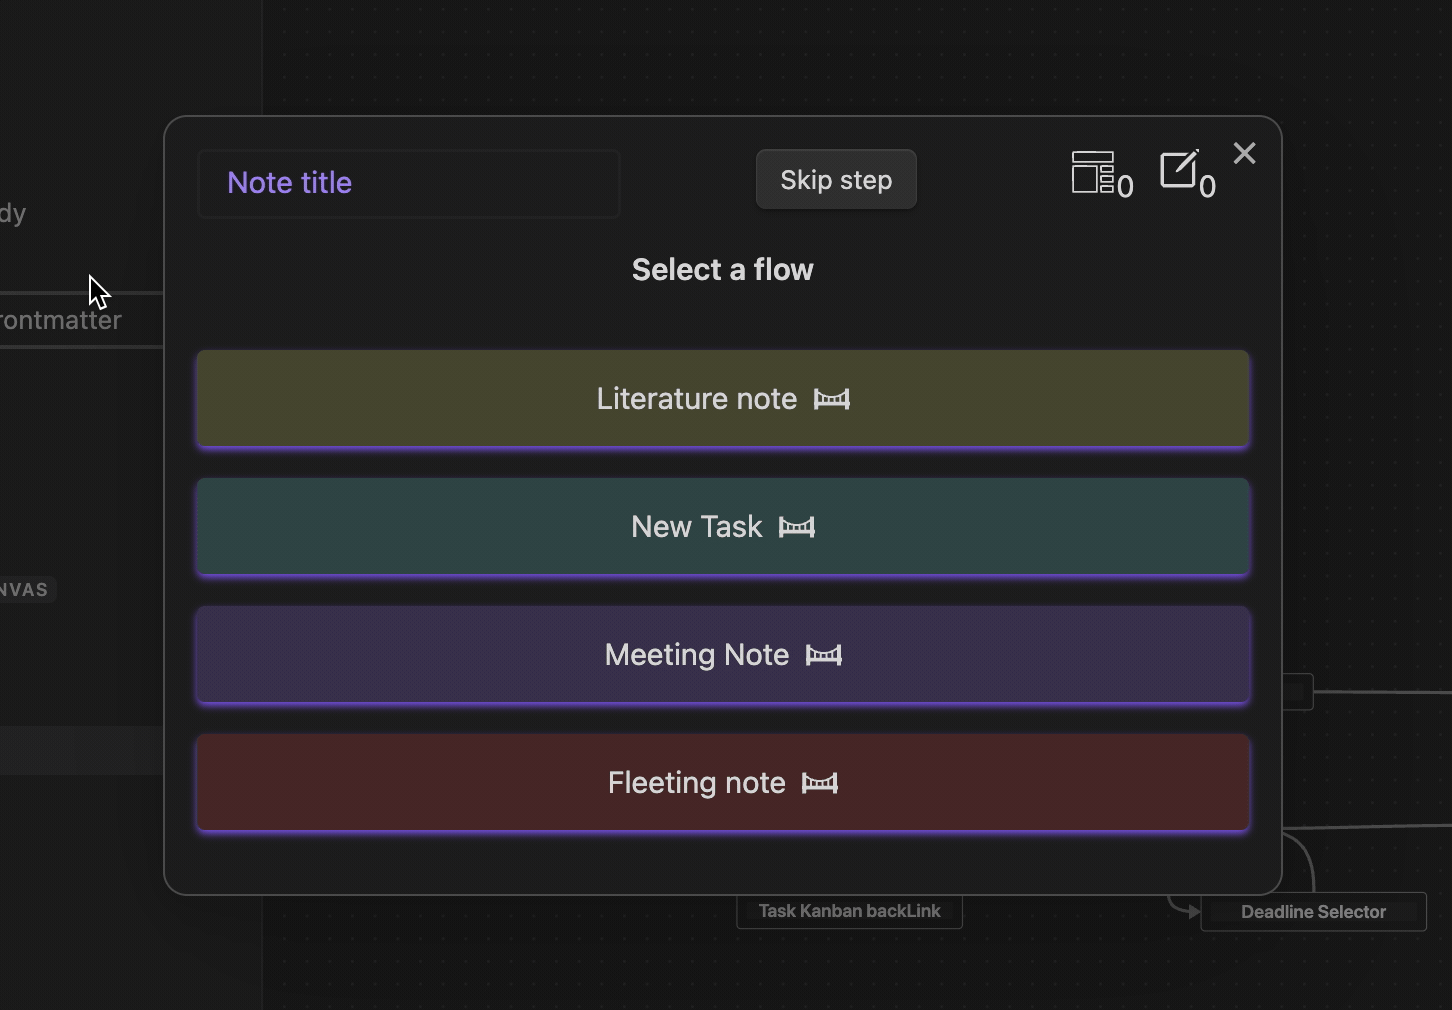 Note title
Skip step
0
0
Select a flow
dy
rontmatter
Literature note
New Task
NVAS
Meeting Note
Fleeting note
Task Kanban backLink
Deadline Selector